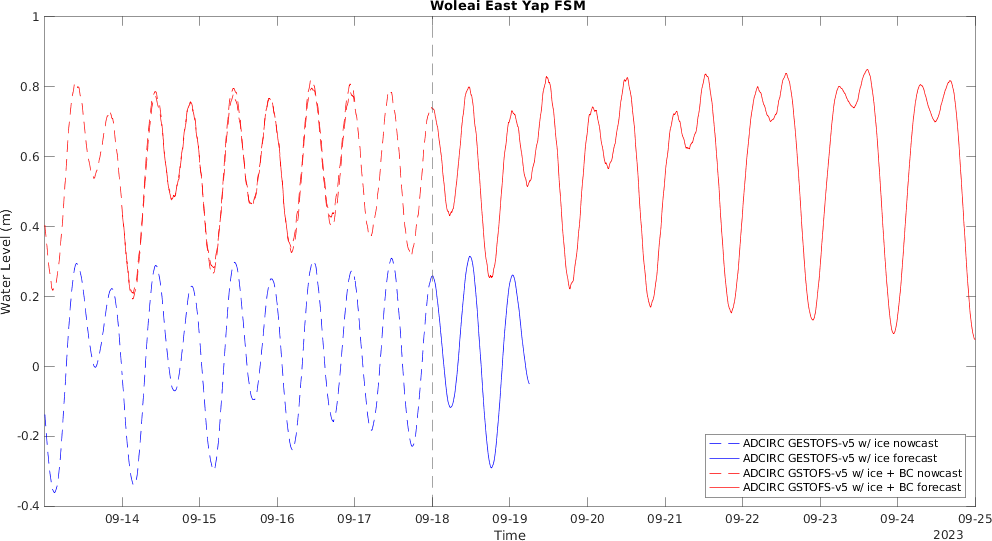 Woleai East Yap FSM
1
0.8
0.6
0.4
0.2
0
-0.2
-0.4
Water Level (m)
ADCIRC GESTOFS-v5 w/ ice nowcast
ADCIRC GESTOFS-v5 w/ ice forecast
ADCIRC GSTOFS-v5 w/ ice + BC nowcast
ADCIRC GSTOFS-v5 w/ ice + BC forecast
09-14 09-15 09-16 09-17 09-18 09-19 09-20 09-21 09-22 09-23 09-24 09-25
Time
2023